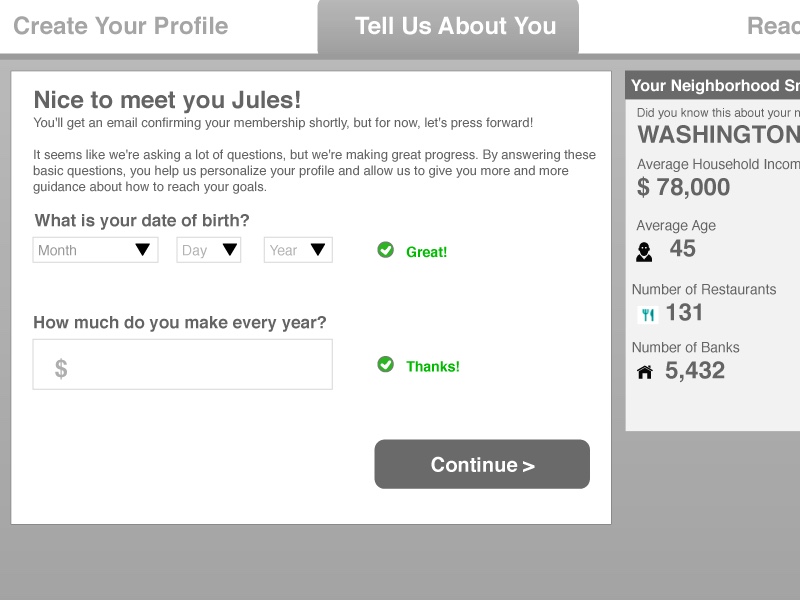 Create Your Profile
Tell Us About You
Nice to meet you Jules!
You'll get an email confirming your membership shortly, but for now, let's press forward!
It seems like we're asking a lot of questions, but we're making great progress. By answering these
basic questions, you help us personalize your profile and allow us to give you more and more
guidance about how to reach your goals.
What is your date of birth?
Month Day Year Great!
How much do you make every year?
$ Thanks!
Continue >
Your Neighborhood
Did you know this about your
WASHINGTON
Average Household
$ 78,000
Average Age
45
Number of Restaurants
131
Number of Banks
5,432